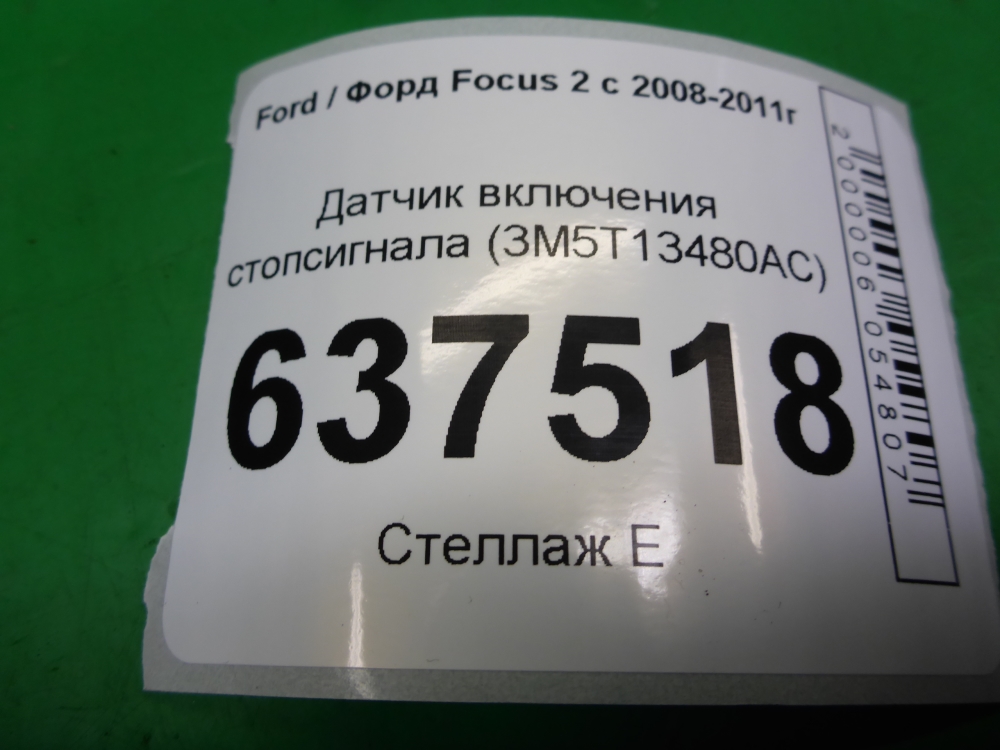 Ford / Форд Focus 2 с 2008-2011г
Датчик включения
стопсигнала (3M5T13480AC)
637518
Стеллаж Е
2000006054807